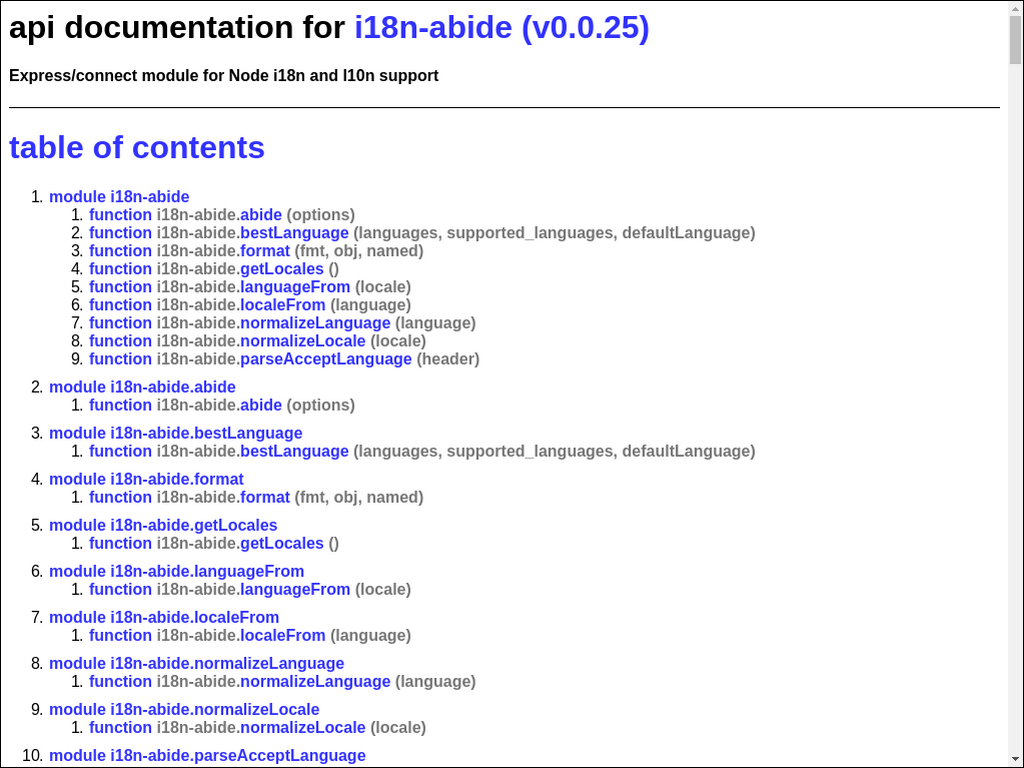 api documentation for i18n-abide (v0.0.25)
Express/connect module for Node i18n and l10n support
table of contents
1. module i18n-abide
1. function i18n-abide.abide (options)
2. function i18n-abide.bestLanguage (languages, supported_languages, defaultLanguage)
3. function i18n-abide.format (fmt, obj, named)
4. function i18n-abide.getLocales ()
5. function i18n-abide.languageFrom (locale)
6. function i18n-abide.localeFrom (language)
7. function i18n-abide.normalizeLanguage (language)
8. function i18n-abide.normalizeLocale (locale)
9. function i18n-abide.parseAcceptLanguage (header)
2. module i18n-abide.abide
1. function i18n-abide.abide (options)
3. module i18n-abide.bestLanguage
1. function i18n-abide.bestLanguage (languages, supported_languages, defaultLanguage)
4. module i18n-abide.format
1. function i18n-abide.format (fmt, obj, named)
5. module i18n-abide.getLocales
1. function i18n-abide.getLocales ()
6. module i18n-abide.languageFrom
1. function i18n-abide.languageFrom (locale)
7. module i18n-abide.localeFrom
1. function i18n-abide.localeFrom (language)
8. module i18n-abide.normalizeLanguage
1. function i18n-abide.normalizeLanguage (language)
9. module i18n-abide.normalizeLocale
1. function i18n-abide.normalizeLocale (locale)
10. module i18n-abide.parseAcceptLanguage